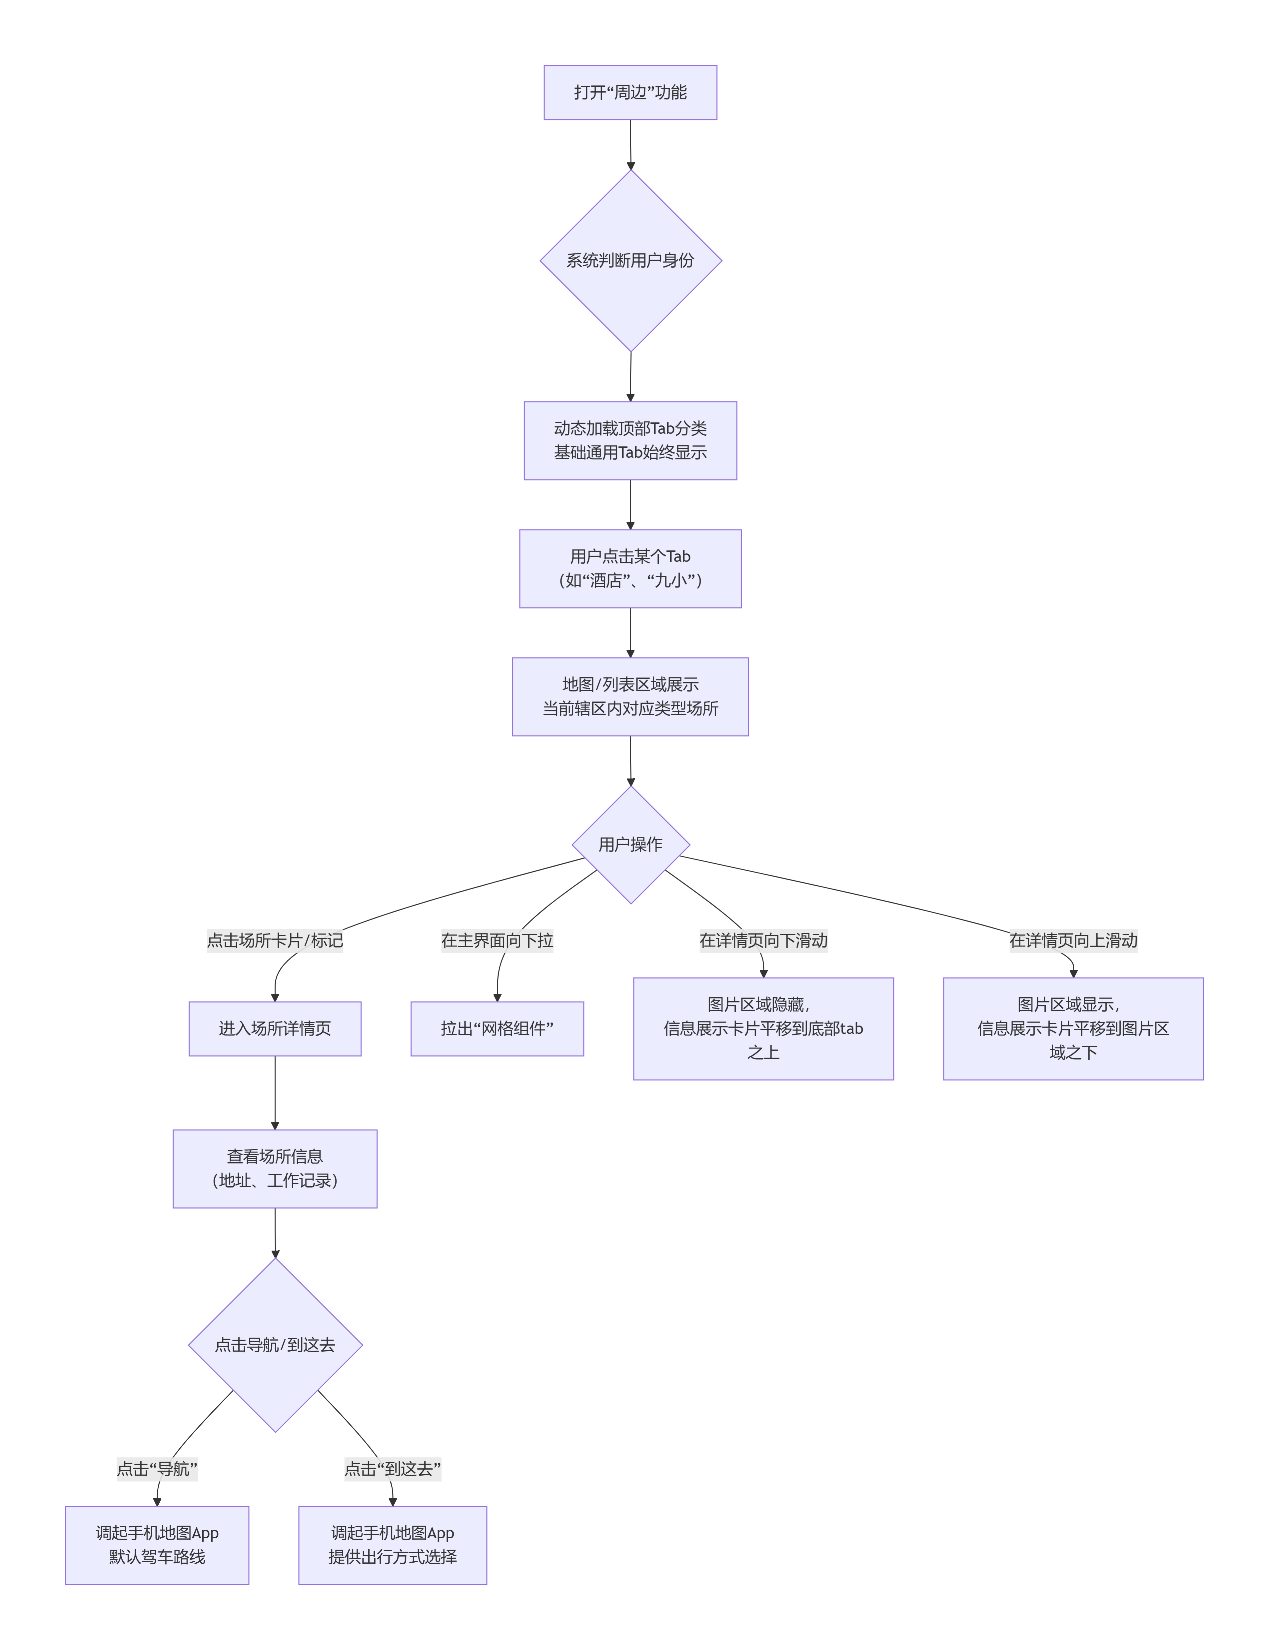 打开“周边”功能
系统判断用户身份
动态加载顶部Tab分类
基础通用Tab始终显示
用户点击某个Tab
（如“酒店”、“九小”）
地图/列表区域展示
当前辖区内对应类型场所
用户操作
点击场所卡片/标记
在主界面向下拉
在详情页向下滑动
在详情页向上滑动
进入场所详情页
拉出“网格组件”
图片区域隐藏，
信息展示卡片平移到底部tab
之上
图片区域显示，
信息展示卡片平移到图片区
域之下
查看场所信息
（地址、工作记录）
点击导航/到这去
点击“导航”
点击“到这去”
调起手机地图App
默认驾车路线
调起手机地图App
提供出行方式选择